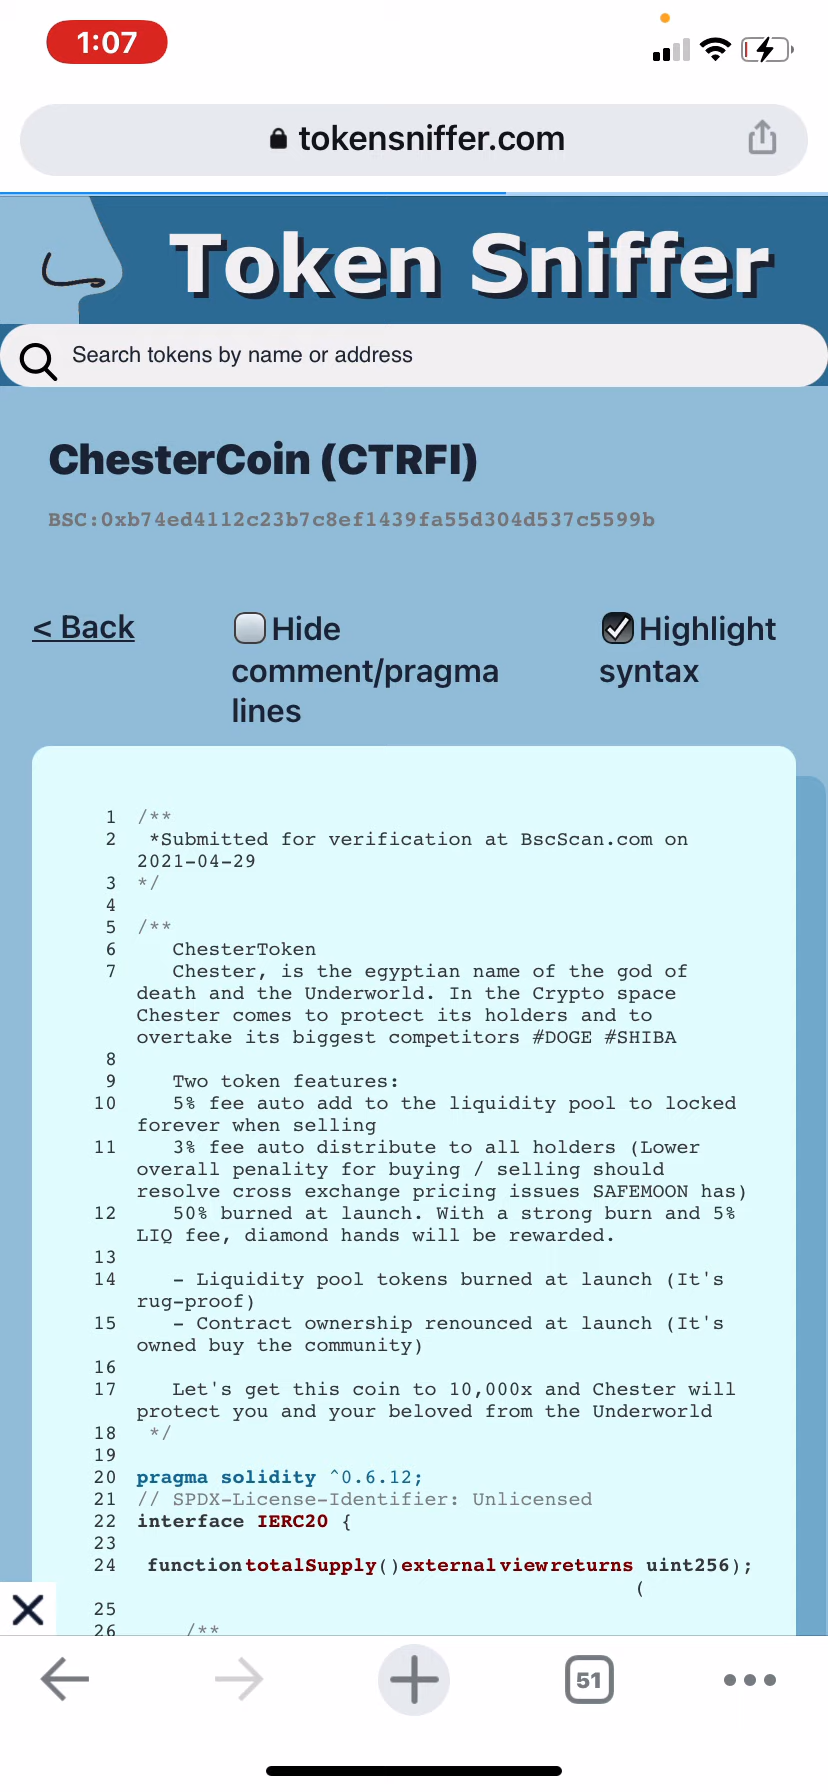 1:07
tokensniffer.com
Token Sniffer
Search tokens by name or address
ChesterCoin (CTRFI)
BSC:0xb74ed4112c23b7c8ef1439fa55d304d537c5599b
< Back
Hide
comment/pragma
lines
Highlight
syntax
1 /**
2 *Submitted for verification at BscScan.com on
2021-04-29
3 */
4
5 /**
6 ChesterToken
7 Chester, is the egyptian name of the god of
death and the Underworld. In the Crypto space
Chester comes to protect its holders and to
overtake its biggest competitors #DOGE #SHIBA
8
9 Two token features:
10 5% fee auto add to the liquidity pool to locked
forever when selling
11 3% fee auto distribute to all holders (Lower
overall penality for buying / selling should
resolve cross exchange pricing issues SAFEMOON has)
12 50% burned at launch. With a strong burn and 5%
LIQ fee, diamond hands will be rewarded.
13
14 - Liquidity pool tokens burned at launch (It's
rug-proof)
15 - Contract ownership renounced at launch (It's
owned buy the community)
16
17 Let's get this coin to 10,000x and Chester will
protect you and your beloved from the Underworld
18 */
19
20 pragma solidity ^0.6.12;
21 // SPDX-License-Identifier: Unlicensed
22 interface IERC20 {
23
24 function totalSupply() external view returns uint256);
(
25
26 /**
51